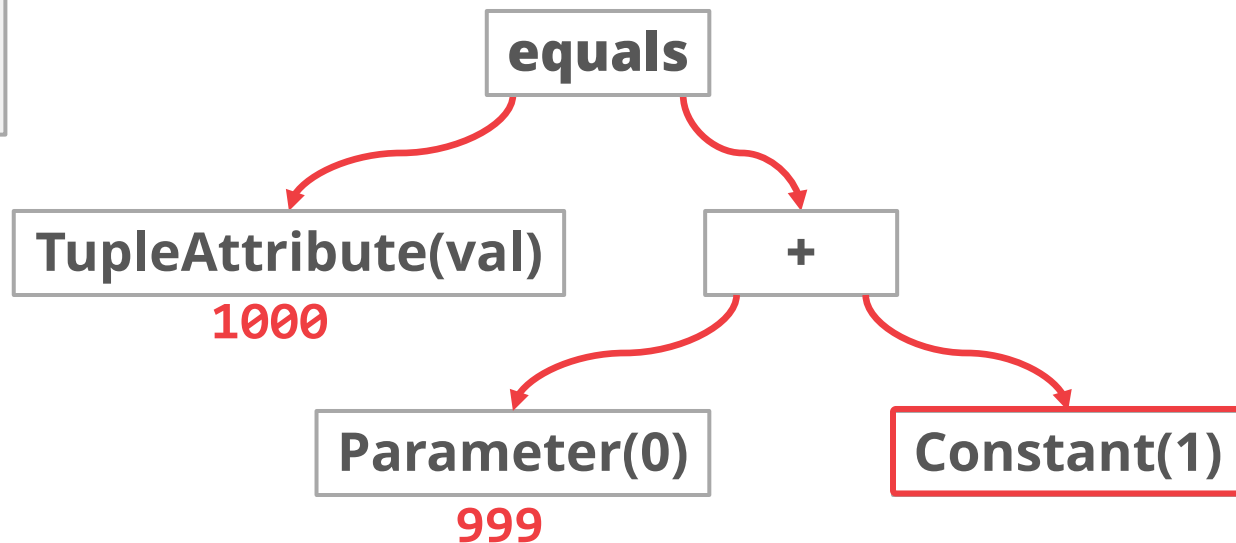 equals
TupleAttribute(val)
+
1000
Parameter(0)
Constant(1)
999